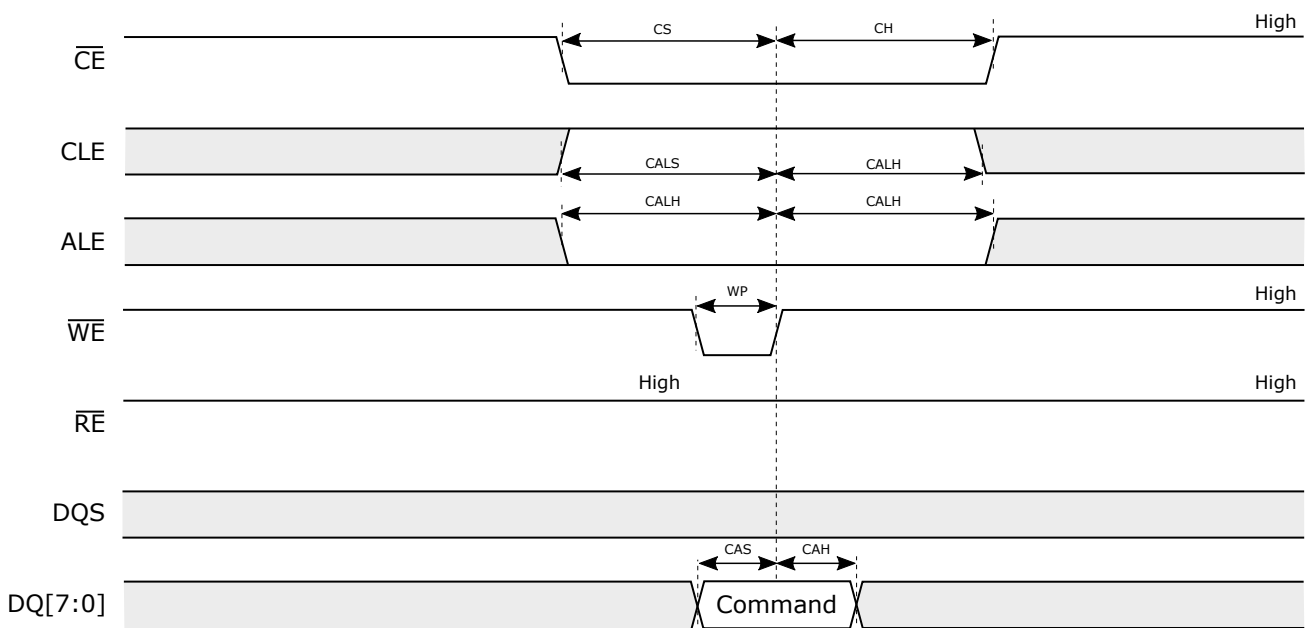 CS CH High
CE
CLE
CALS CALH
CALH CALH
ALE
WP High
WE
High High
RE
DQS
CAS CAH
DQ[7:0] Command